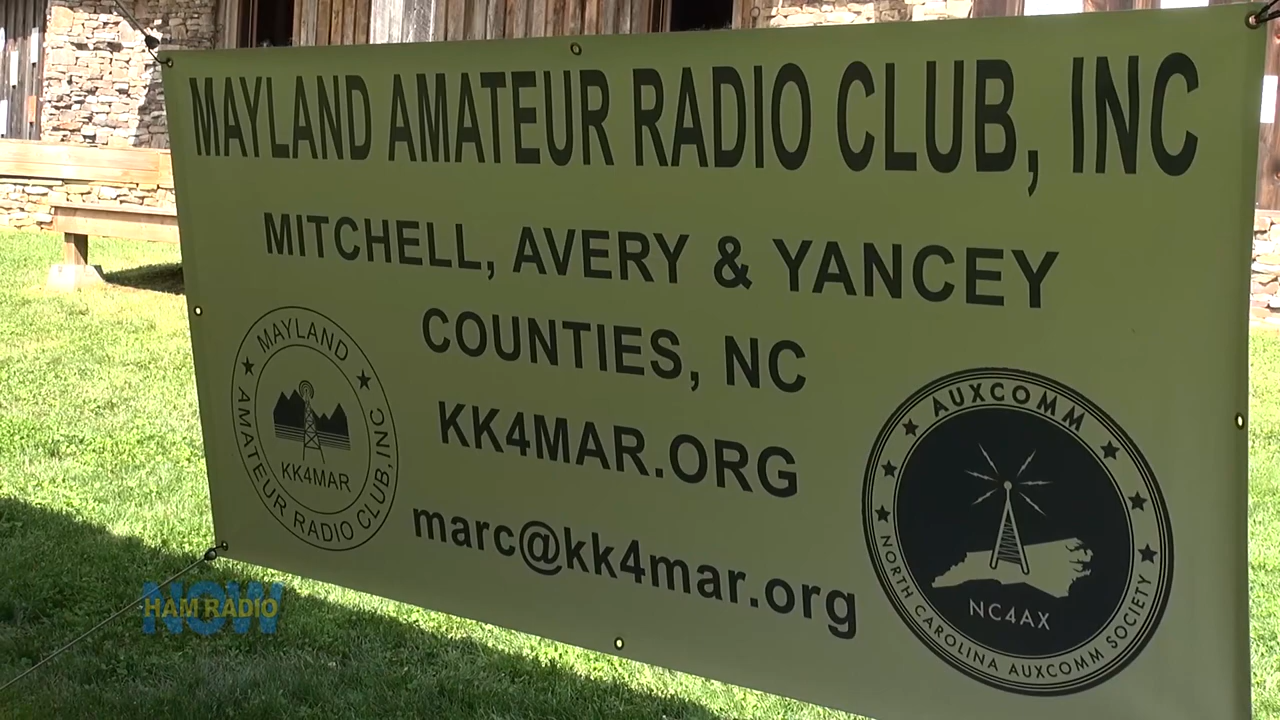 MAYLAND AMATEUR RADIO CLUB, INC
MITCHELL, AVERY & YANCEY
COUNTIES, NC
KK4MAR.ORG
marc@kk4mar.org
MAYLAND
AMATEUR RADIO CLUB, INC
KK4MAR
AUXCOMM
NORTH CAROLINA AUXCOMM SOCIETY
NC4AX
HAM RADIO
NOW